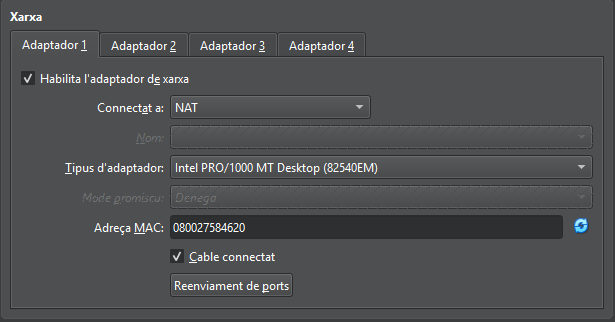 Xarxa
Adaptador 1 Adaptador 2 Adaptador 3 Adaptador 4
Habilita l'adaptador de xarxa
Connectat a: NAT
Nom:
Tipus d'adaptador: Intel PRO/1000 MT Desktop (82540EM)
Mode promiscu: Denega
Adreça MAC: 080027584620
Cable connectat
Reenviament de ports